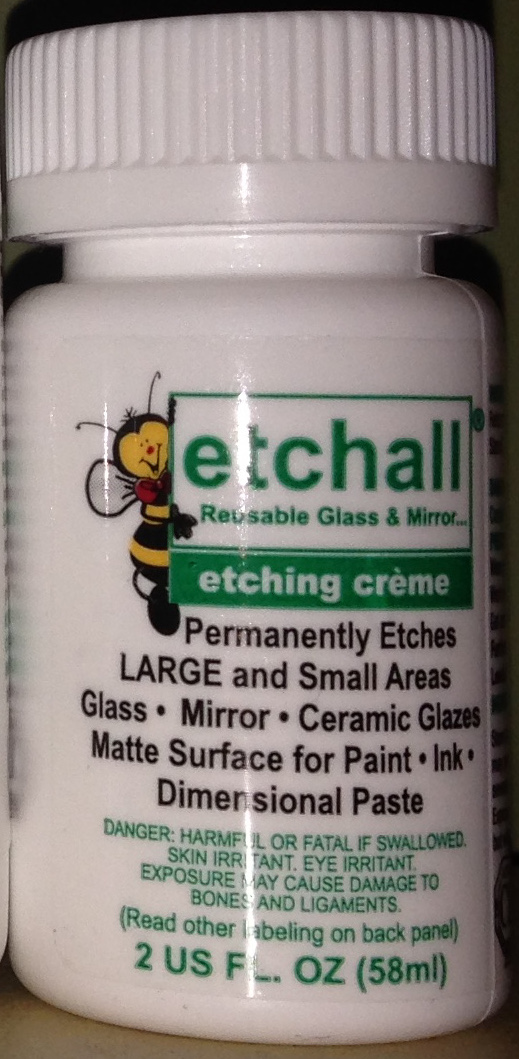 etchall®
Reusable Glass & Mirror...
etching crème
Permanently Etches
LARGE and Small Areas
Glass • Mirror • Ceramic Glazes
Matte Surface for Paint • Ink •
Dimensional Paste
DANGER: HARMFUL OR FATAL IF SWALLOWED.
SKIN IRRITANT. EYE IRRITANT.
EXPOSURE MAY CAUSE DAMAGE TO
BONES AND LIGAMENTS.
(Read other labeling on back panel)
2 US FL. OZ (58ml)